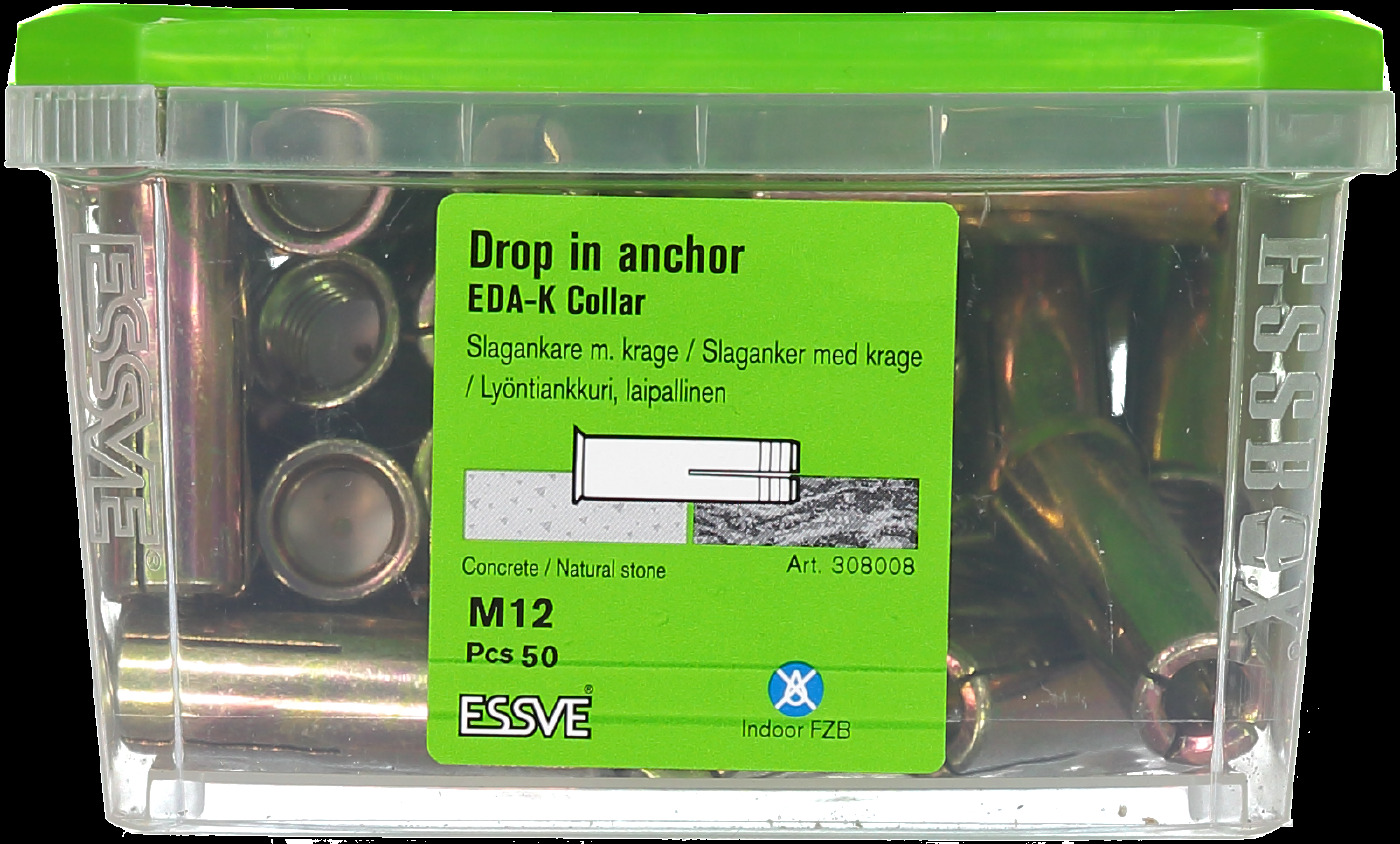 Drop in anchor
EDA-K Collar
Slagankare m. krage / Slaganker med krage
/ Lyöntiankkuri, laipallinen
Concrete / Natural stone
Art. 308008
M12
Pcs 50
ESSVE®
Indoor FZB
ESSVE®
ESSBOX®